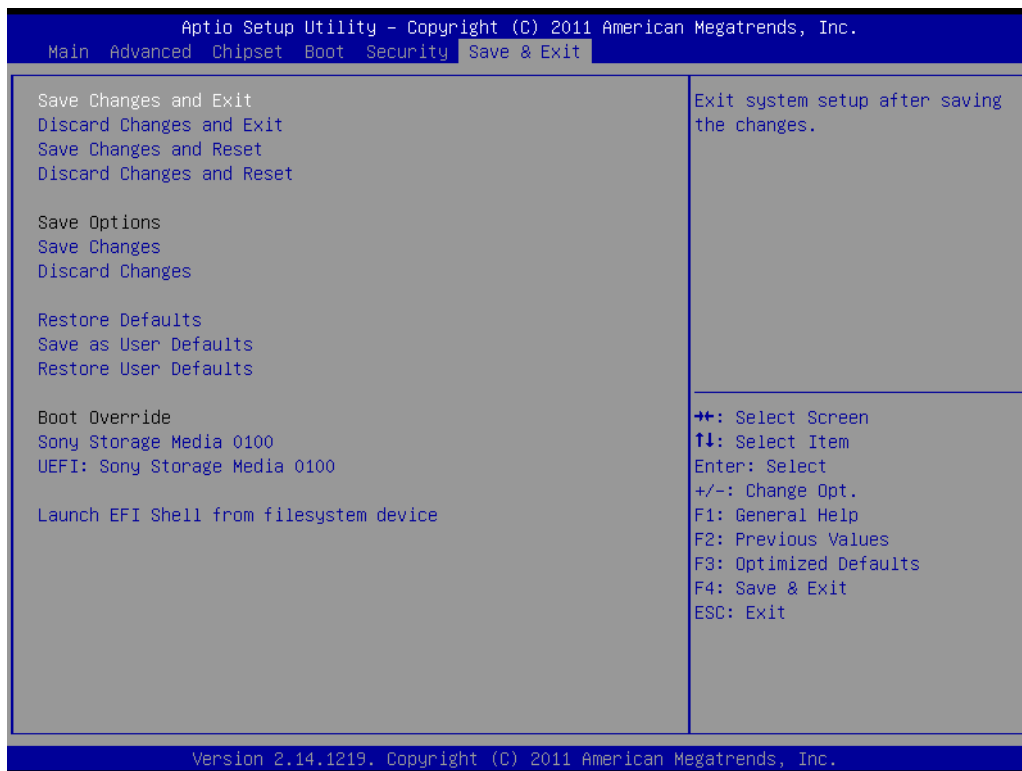 Aptio Setup Utility – Copyright (C) 2011 American Megatrends, Inc.
Main Advanced Chipset Boot Security Save & Exit
Save Changes and Exit
Discard Changes and Exit
Save Changes and Reset
Discard Changes and Reset
Save Options
Save Changes
Discard Changes
Restore Defaults
Save as User Defaults
Restore User Defaults
Boot Override
Sony Storage Media 0100
UEFI: Sony Storage Media 0100
Launch EFI Shell from filesystem device
Exit system setup after saving
the changes.
→←: Select Screen
↑↓: Select Item
Enter: Select
+/-: Change Opt.
F1: General Help
F2: Previous Values
F3: Optimized Defaults
F4: Save & Exit
ESC: Exit
Version 2.14.1219. Copyright (C) 2011 American Megatrends, Inc.